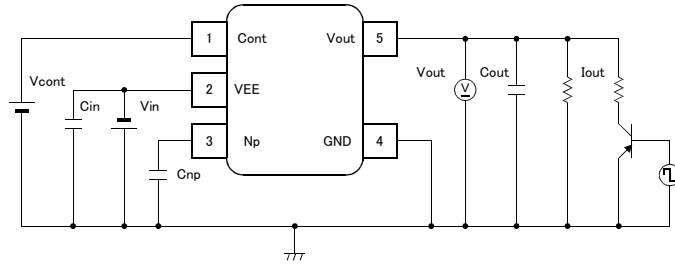 1 Cont Vout 5
Vcont
2 VEE Vout Cout Iout
V
Cin Vin
3 Np GND 4
Cnp